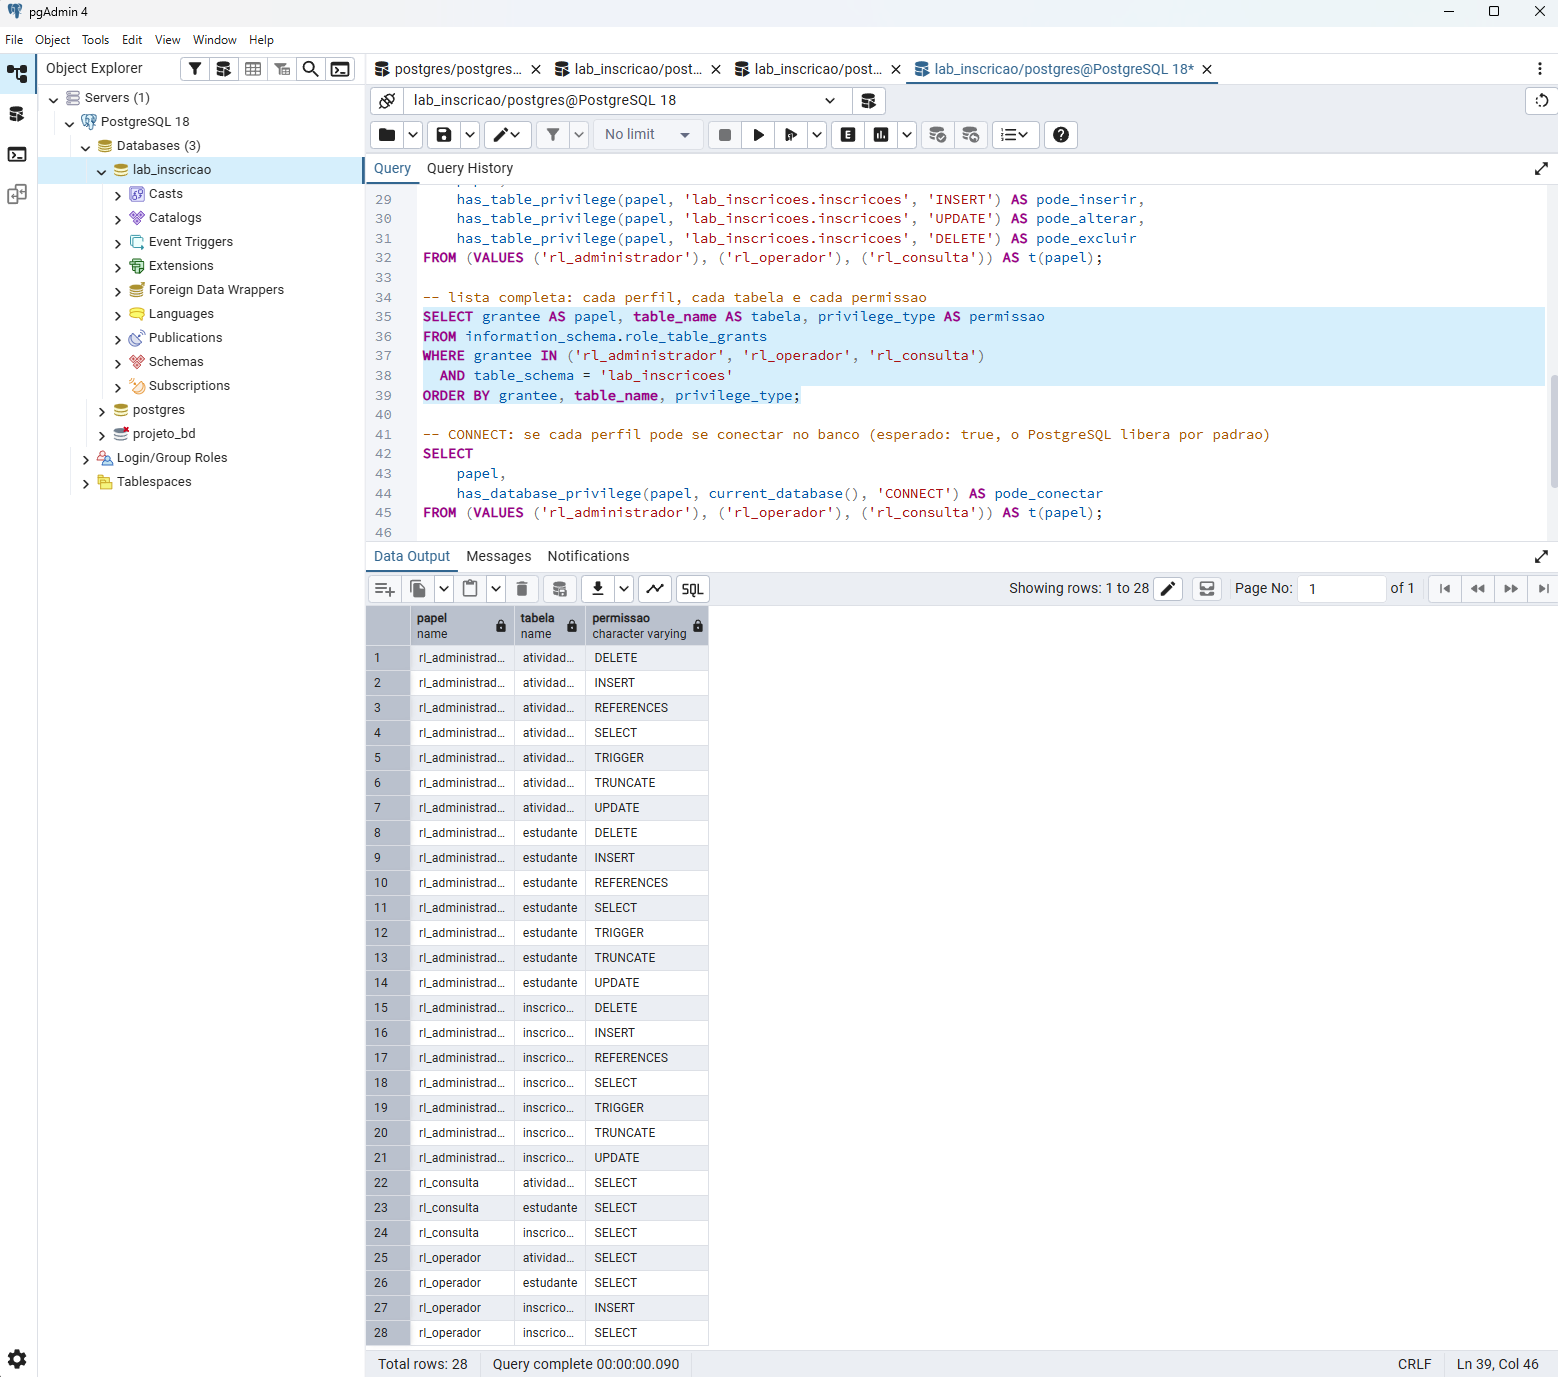 pgAdmin 4
File Object Tools Edit View Window Help
Object Explorer
Servers (1)
PostgreSQL 18
Databases (3)
lab_inscricao
Casts
Catalogs
Event Triggers
Extensions
Foreign Data Wrappers
Languages
Publications
Schemas
Subscriptions
postgres
projeto_bd
Login/Group Roles
Tablespaces
postgres/postgres... lab_inscricao/post... lab_inscricao/post... lab_inscricao/postgres@PostgreSQL 18*
lab_inscricao/postgres@PostgreSQL 18
No limit
Query Query History
29 has_table_privilege(papel, 'lab_inscricoes.inscricoes', 'INSERT') AS pode_inserir,
30 has_table_privilege(papel, 'lab_inscricoes.inscricoes', 'UPDATE') AS pode_alterar,
31 has_table_privilege(papel, 'lab_inscricoes.inscricoes', 'DELETE') AS pode_excluir
32 FROM (VALUES ('rl_administrador'), ('rl_operador'), ('rl_consulta')) AS t(papel);
33
34 -- lista completa: cada perfil, cada tabela e cada permissao
35 SELECT grantee AS papel, table_name AS tabela, privilege_type AS permissao
36 FROM information_schema.role_table_grants
37 WHERE grantee IN ('rl_administrador', 'rl_operador', 'rl_consulta')
38 AND table_schema = 'lab_inscricoes'
39 ORDER BY grantee, table_name, privilege_type;
40
41 -- CONNECT: se cada perfil pode se conectar no banco (esperado: true, o PostgreSQL libera por padrao)
42 SELECT
43 papel,
44 has_database_privilege(papel, current_database(), 'CONNECT') AS pode_conectar
45 FROM (VALUES ('rl_administrador'), ('rl_operador'), ('rl_consulta')) AS t(papel);
46
Data Output Messages Notifications
SQL Showing rows: 1 to 28 Page No: 1 of 1
papel tabela permissao
name name character varying
1 rl_administrad... atividad... DELETE
2 rl_administrad... atividad... INSERT
3 rl_administrad... atividad... REFERENCES
4 rl_administrad... atividad... SELECT
5 rl_administrad... atividad... TRIGGER
6 rl_administrad... atividad... TRUNCATE
7 rl_administrad... atividad... UPDATE
8 rl_administrad... estudante DELETE
9 rl_administrad... estudante INSERT
10 rl_administrad... estudante REFERENCES
11 rl_administrad... estudante SELECT
12 rl_administrad... estudante TRIGGER
13 rl_administrad... estudante TRUNCATE
14 rl_administrad... estudante UPDATE
15 rl_administrad... inscrico... DELETE
16 rl_administrad... inscrico... INSERT
17 rl_administrad... inscrico... REFERENCES
18 rl_administrad... inscrico... SELECT
19 rl_administrad... inscrico... TRIGGER
20 rl_administrad... inscrico... TRUNCATE
21 rl_administrad... inscrico... UPDATE
22 rl_consulta atividad... SELECT
23 rl_consulta estudante SELECT
24 rl_consulta inscrico... SELECT
25 rl_operador atividad... SELECT
26 rl_operador estudante SELECT
27 rl_operador inscrico... INSERT
28 rl_operador inscrico... SELECT
Total rows: 28 Query complete 00:00:00.090 CRLF Ln 39, Col 46